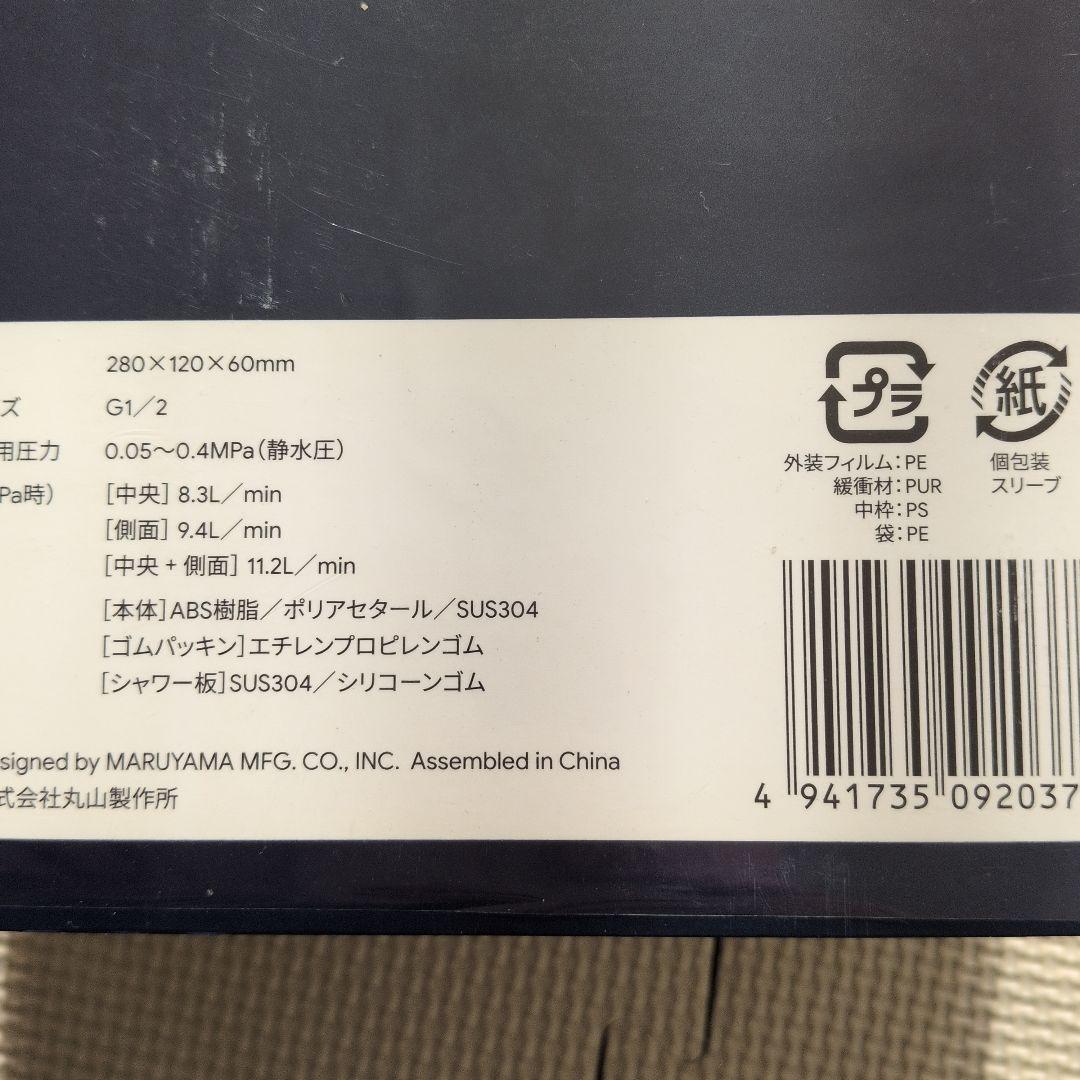 280×120×60mm
ズ G1／2
用圧力 0.05～0.4MPa（静水圧）
Pa時） ［中央］ 8.3L／min
［側面］ 9.4L／min
［中央 + 側面］ 11.2L／min
［本体］ABS樹脂／ポリアセタール／SUS304
［ゴムパッキン］エチレンプロピレンゴム
［シャワー板］SUS304／シリコーンゴム
signed by MARUYAMA MFG. CO., INC. Assembled in China
式会社丸山製作所
プラ
外装フィルム：PE
緩衝材：PUR
中枠：PS
袋：PE
紙
個包装
スリーブ
4 941735 092037